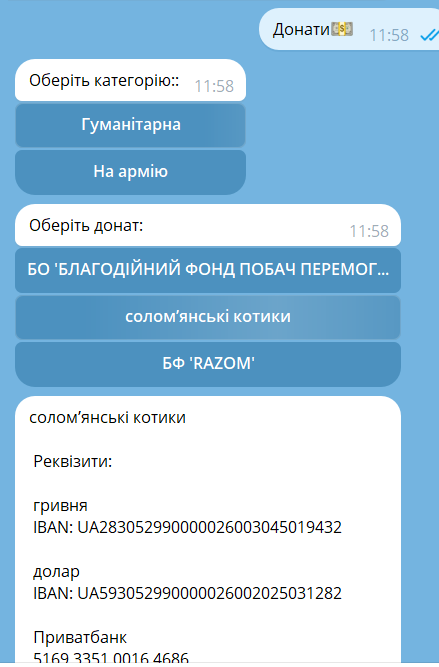 Донати💵
11:58
Оберіть категорію::
11:58
Гуманітарна
На армію
Оберіть донат:
11:58
БО 'БЛАГОДІЙНИЙ ФОНД ПОБАЧ ПЕРЕМОГ...
солом’янські котики
БФ 'RAZOM'
солом’янські котики
Реквізити:
гривня
IBAN: UA283052990000026003045019432
долар
IBAN: UA593052990000026002025031282
Приватбанк
5169 3351 0016 4686